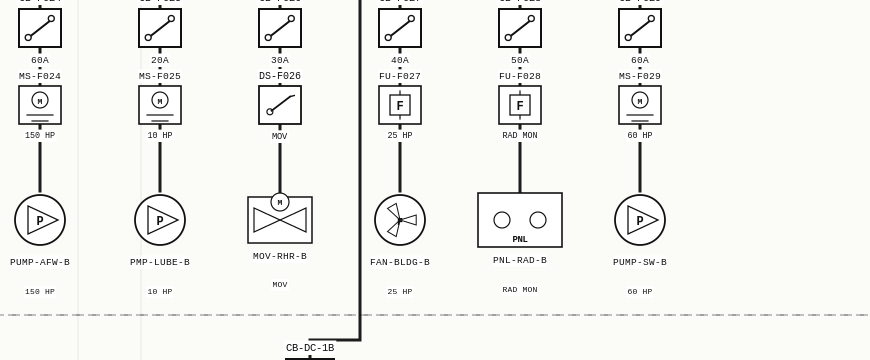 60A 20A 30A 40A 50A 60A
MS-F024 MS-F025 DS-F026 FU-F027 FU-F028 MS-F029
M M F F M
150 HP 10 HP MOV 25 HP RAD MON 60 HP
M
P P P
PNL
PUMP-AFW-B PMP-LUBE-B MOV-RHR-B FAN-BLDG-B PNL-RAD-B PUMP-SW-B
150 HP 10 HP MOV 25 HP RAD MON 60 HP
CB-DC-1B